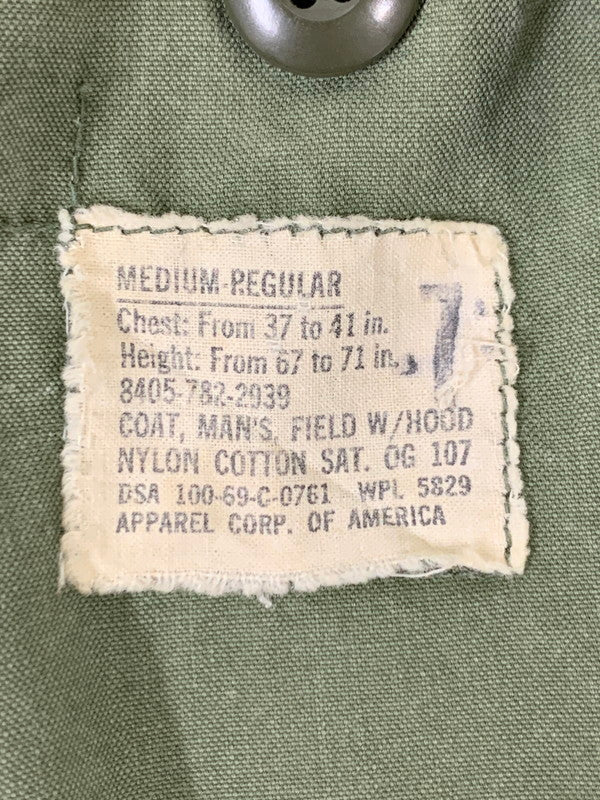 MEDIUM-REGULAR
Chest: From 37 to 41 in.
Height: From 67 to 71 in.
8405-782-2939
COAT, MAN'S, FIELD W/HOOD
NYLON COTTON SAT. OG 107
DSA 100-69-C-0761 WPL 5829
APPAREL CORP. OF AMERICA
7